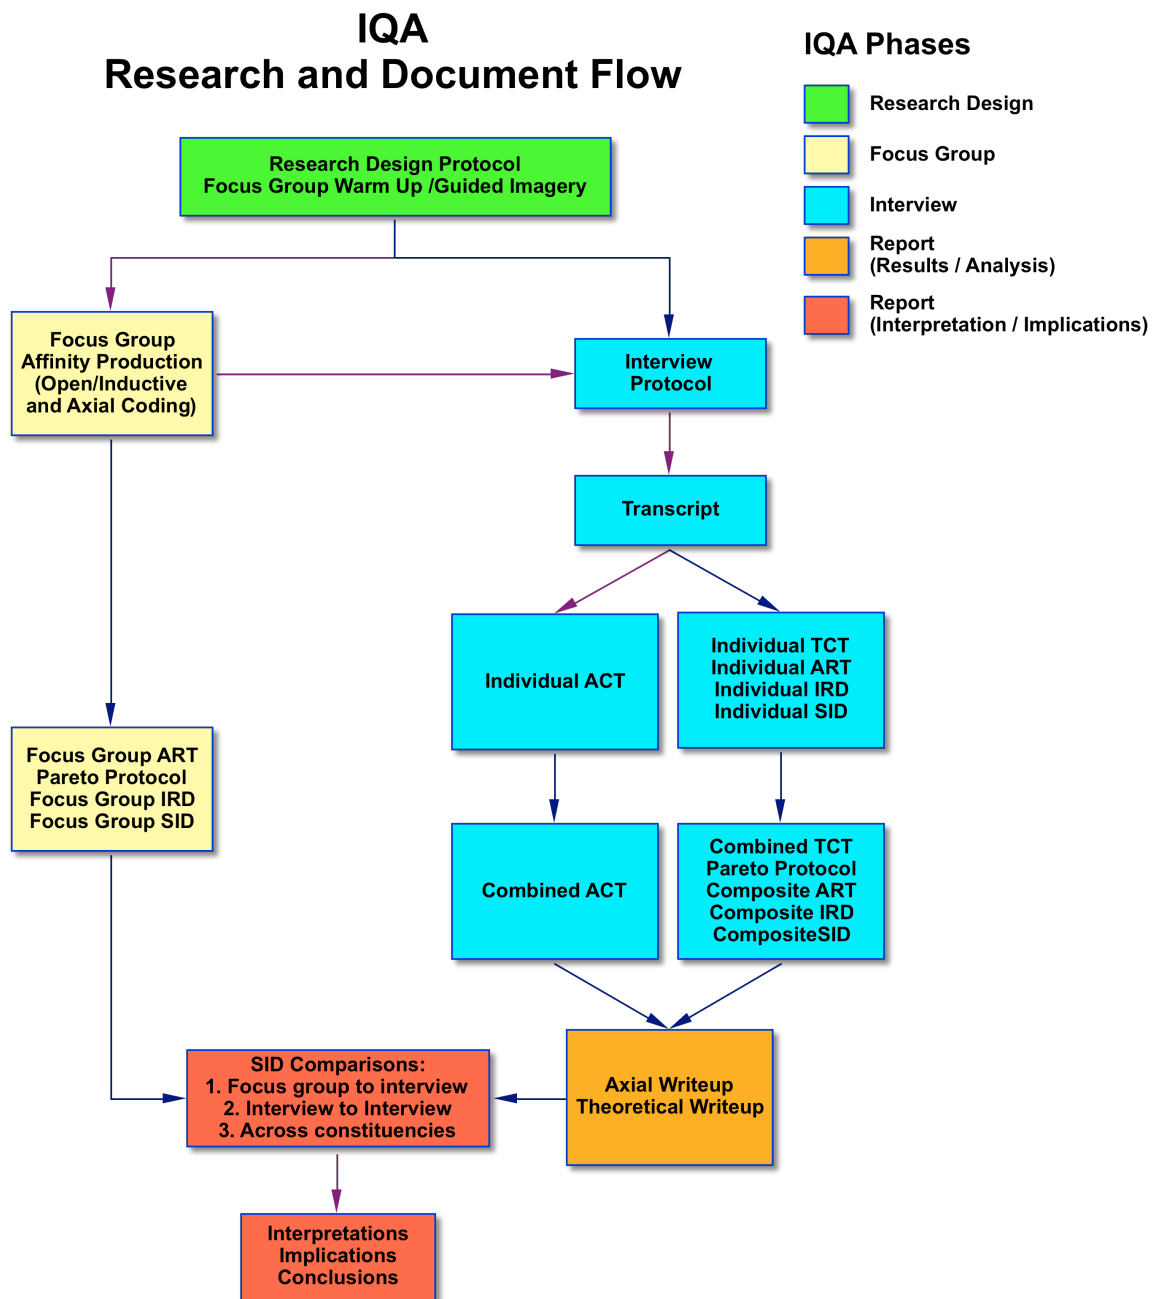 IQA
Research and Document Flow
IQA Phases
Research Design
Focus Group
Interview
Report
(Results / Analysis)
Report
(Interpretation / Implications)
Research Design Protocol
Focus Group Warm Up /Guided Imagery
Focus Group
Affinity Production
(Open/Inductive
and Axial Coding)
Interview
Protocol
Transcript
Individual ACT
Individual TCT
Individual ART
Individual IRD
Individual SID
Focus Group ART
Pareto Protocol
Focus Group IRD
Focus Group SID
Combined ACT
Combined TCT
Pareto Protocol
Composite ART
Composite IRD
CompositeSID
SID Comparisons:
1. Focus group to interview
2. Interview to Interview
3. Across constituencies
Axial Writeup
Theoretical Writeup
Interpretations
Implications
Conclusions